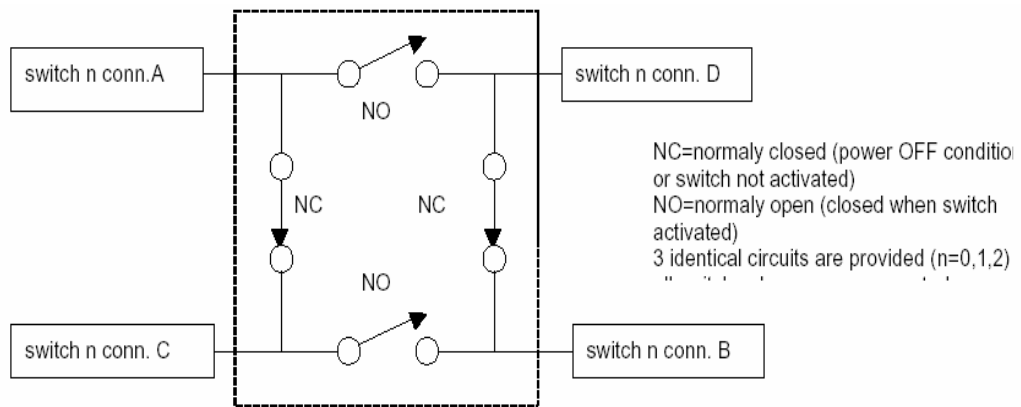 switch n conn.A
switch n conn. D
NO
NC=normaly closed (power OFF
or switch not activated)
NC
NC
NO=normaly open (closed when switch
activated)
3 identical circuits are provided (n=0,1,2)
NO
switch n conn. C
switch n conn. B